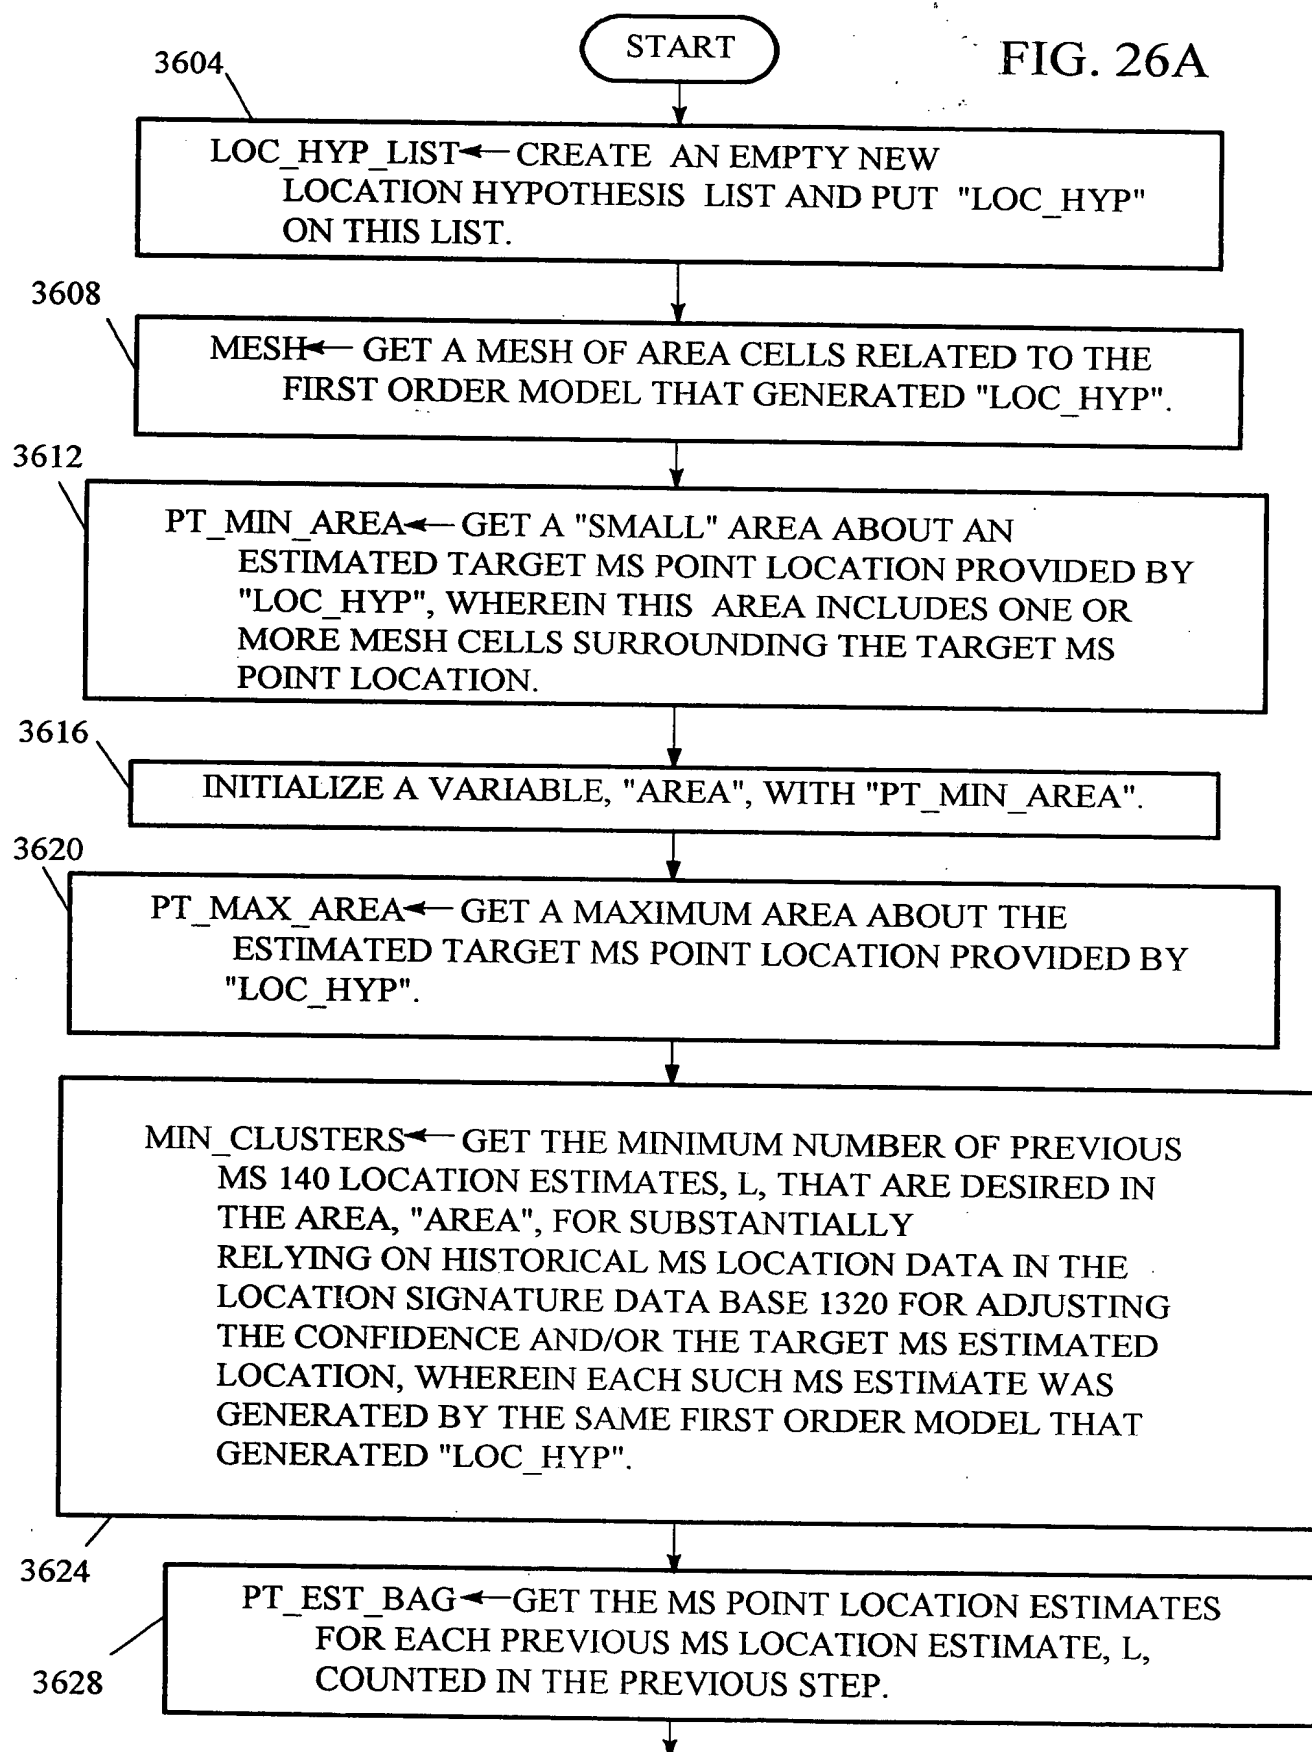 START
FIG. 26A
3604
LOC_HYP_LIST← CREATE AN EMPTY NEW
LOCATION HYPOTHESIS LIST AND PUT "LOC_HYP"
ON THIS LIST.
3608
MESH← GET A MESH OF AREA CELLS RELATED TO THE
FIRST ORDER MODEL THAT GENERATED "LOC_HYP".
3612
PT_MIN_AREA← GET A "SMALL" AREA ABOUT AN
ESTIMATED TARGET MS POINT LOCATION PROVIDED BY
"LOC_HYP", WHEREIN THIS AREA INCLUDES ONE OR
MORE MESH CELLS SURROUNDING THE TARGET MS
POINT LOCATION.
3616
INITIALIZE A VARIABLE, "AREA", WITH "PT_MIN_AREA".
3620
PT_MAX_AREA← GET A MAXIMUM AREA ABOUT THE
ESTIMATED TARGET MS POINT LOCATION PROVIDED BY
"LOC_HYP".
MIN_CLUSTERS← GET THE MINIMUM NUMBER OF PREVIOUS
MS 140 LOCATION ESTIMATES, L, THAT ARE DESIRED IN
THE AREA, "AREA", FOR SUBSTANTIALLY
RELYING ON HISTORICAL MS LOCATION DATA IN THE
LOCATION SIGNATURE DATA BASE 1320 FOR ADJUSTING
THE CONFIDENCE AND/OR THE TARGET MS ESTIMATED
LOCATION, WHEREIN EACH SUCH MS ESTIMATE WAS
GENERATED BY THE SAME FIRST ORDER MODEL THAT
GENERATED "LOC_HYP".
3624
PT_EST_BAG← GET THE MS POINT LOCATION ESTIMATES
FOR EACH PREVIOUS MS LOCATION ESTIMATE, L,
COUNTED IN THE PREVIOUS STEP.
3628